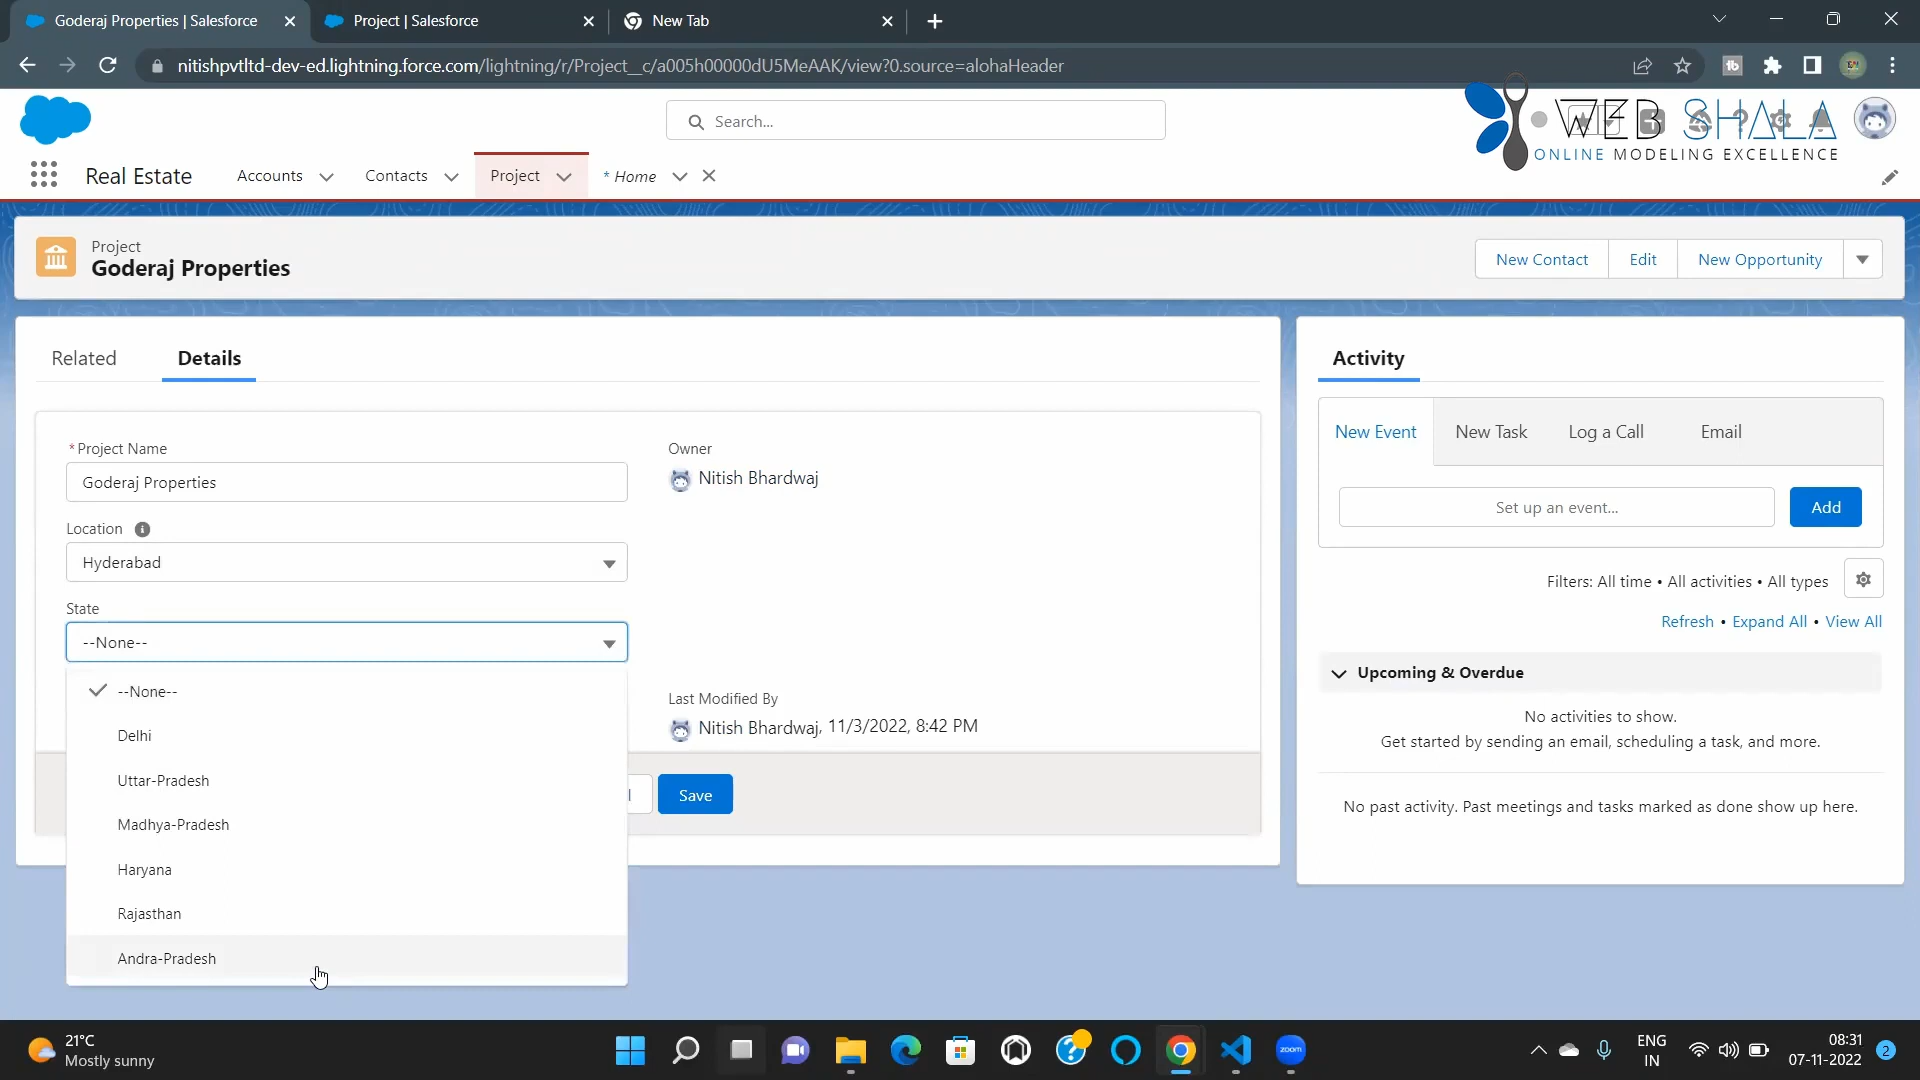 Goderaj Properties | Salesforce
Project | Salesforce
New Tab
nitishpvtltd-dev-ed.lightning.force.com/lightning/r/Project__c/a005h00000dU5MeAAK/view?0.source=alohaHeader
Search...
WEB SHALA
ONLINE MODELING EXCELLENCE
Real Estate
Accounts
Contacts
Project
* Home
Project
Goderaj Properties
New Contact
Edit
New Opportunity
Related
Details
Activity
*Project Name
Goderaj Properties
Owner
Nitish Bhardwaj
Location
Hyderabad
State
--None--
--None--
Delhi
Uttar-Pradesh
Madhya-Pradesh
Haryana
Rajasthan
Andra-Pradesh
Last Modified By
Nitish Bhardwaj, 11/3/2022, 8:42 PM
Save
New Event
New Task
Log a Call
Email
Set up an event...
Add
Filters: All time • All activities • All types
Refresh • Expand All • View All
Upcoming & Overdue
No activities to show.
Get started by sending an email, scheduling a task, and more.
No past activity. Past meetings and tasks marked as done show up here.
21°C
Mostly sunny
zoom
ENG
IN
08:31
07-11-2022
2